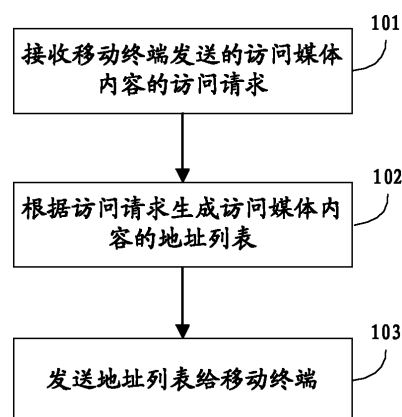 101
接收移动终端发送的访问媒体
内容的访问请求
102
根据访问请求生成访问媒体内
容的地址列表
103
发送地址列表给移动终端